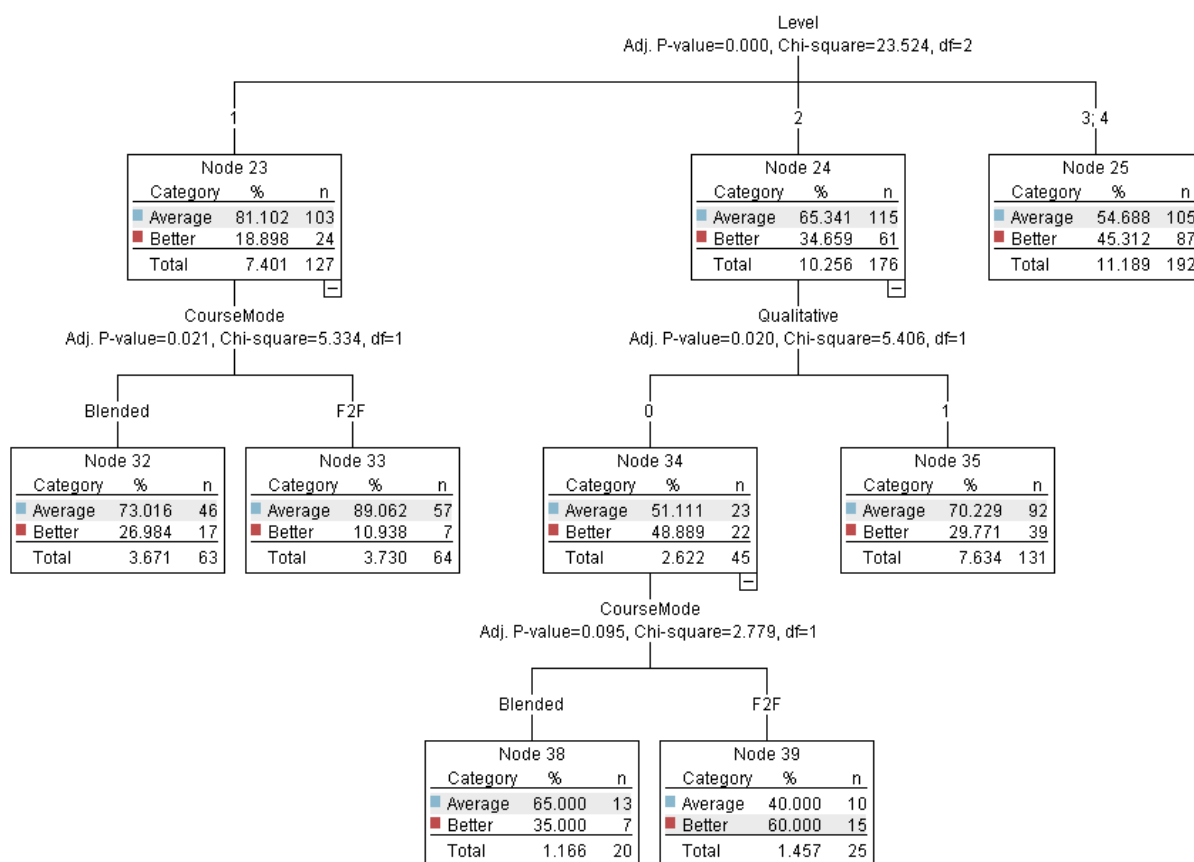 Level
Adj. P-value=0.000, Chi-square=23.524, df=2
1
2
3; 4
Node 23
Category % n
Average 81.102 103
Better 18.898 24
Total 7.401 127
Node 24
Category % n
Average 65.341 115
Better 34.659 61
Total 10.256 176
Node 25
Category % n
Average 54.688 105
Better 45.312 87
Total 11.189 192
CourseMode
Adj. P-value=0.021, Chi-square=5.334, df=1
Qualitative
Adj. P-value=0.020, Chi-square=5.406, df=1
Blended
F2F
0
1
Node 32
Category % n
Average 73.016 46
Better 26.984 17
Total 3.671 63
Node 33
Category % n
Average 89.062 57
Better 10.938 7
Total 3.730 64
Node 34
Category % n
Average 51.111 23
Better 48.889 22
Total 2.622 45
Node 35
Category % n
Average 70.229 92
Better 29.771 39
Total 7.634 131
CourseMode
Adj. P-value=0.095, Chi-square=2.779, df=1
Blended
F2F
Node 38
Category % n
Average 65.000 13
Better 35.000 7
Total 1.166 20
Node 39
Category % n
Average 40.000 10
Better 60.000 15
Total 1.457 25